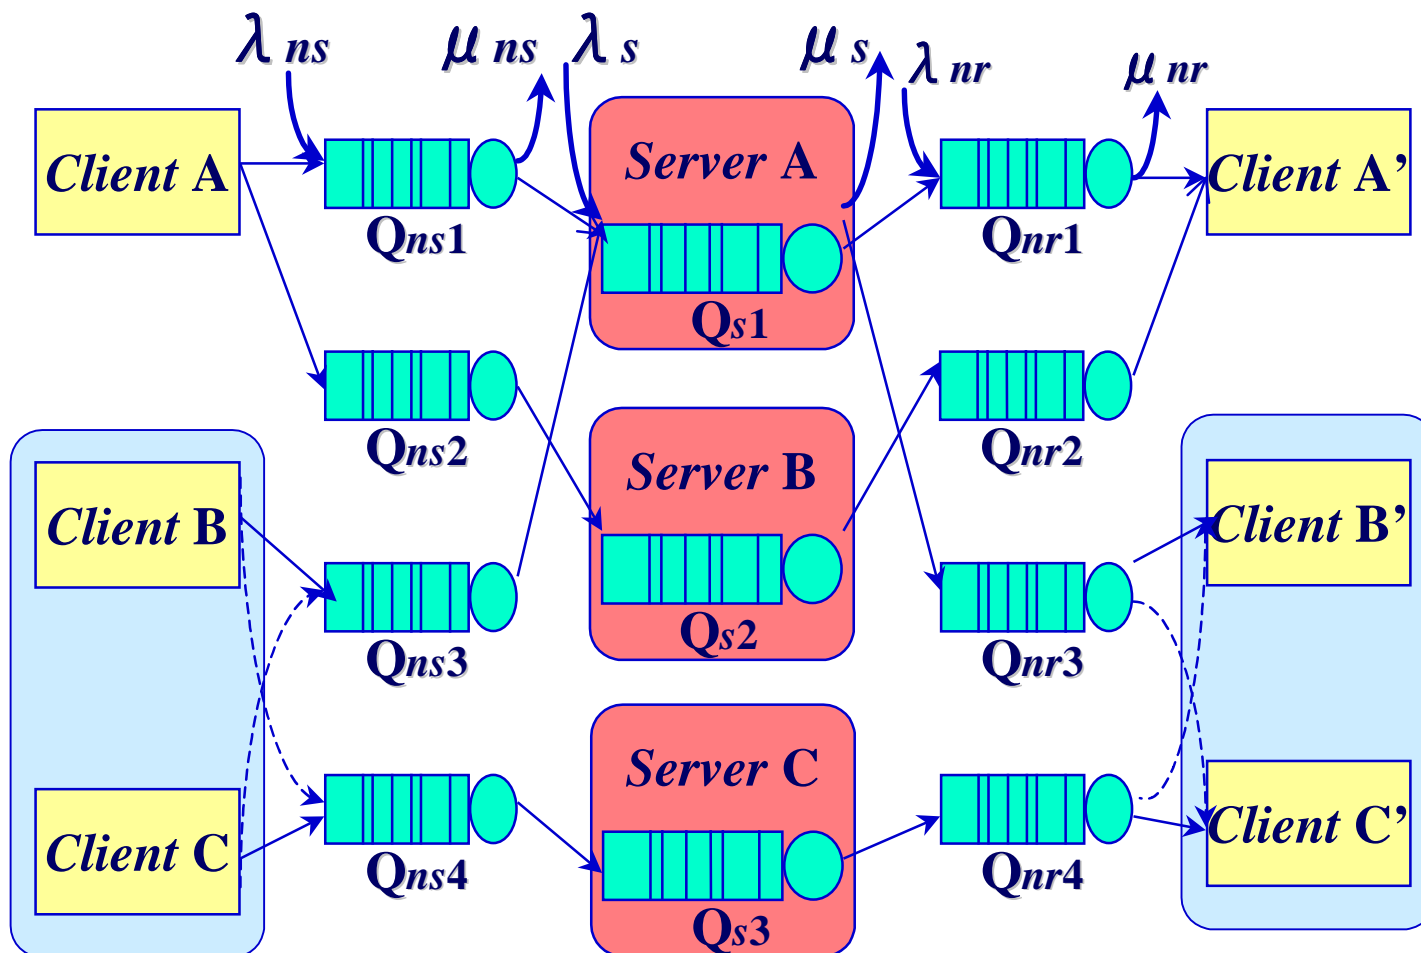 λ ns
μ ns
λ s
μ s
λ nr
μ nr
Client A
Server A
Client A’
Qns1
Qnr1
Qs1
Qns2
Server B
Qnr2
Client B
Client B’
Qns3
Qs2
Qnr3
Server C
Client C
Client C’
Qns4
Qnr4
Qs3